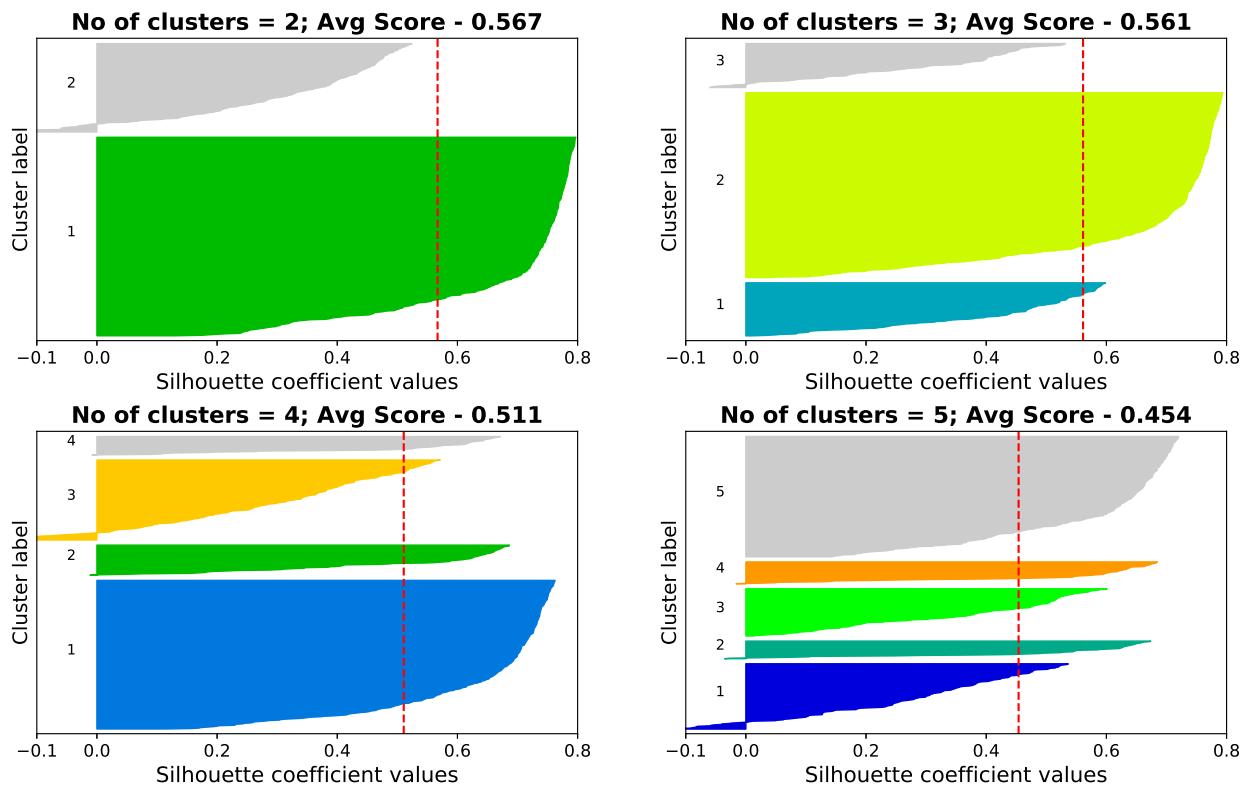 No of clusters = 2; Avg Score - 0.567
Cluster label
2
1
−0.1 0.0 0.2 0.4 0.6 0.8
Silhouette coefficient values
No of clusters = 3; Avg Score - 0.561
Cluster label
3
2
1
−0.1 0.0 0.2 0.4 0.6 0.8
Silhouette coefficient values
No of clusters = 4; Avg Score - 0.511
Cluster label
4
3
2
1
−0.1 0.0 0.2 0.4 0.6 0.8
Silhouette coefficient values
No of clusters = 5; Avg Score - 0.454
Cluster label
5
4
3
2
1
−0.1 0.0 0.2 0.4 0.6 0.8
Silhouette coefficient values